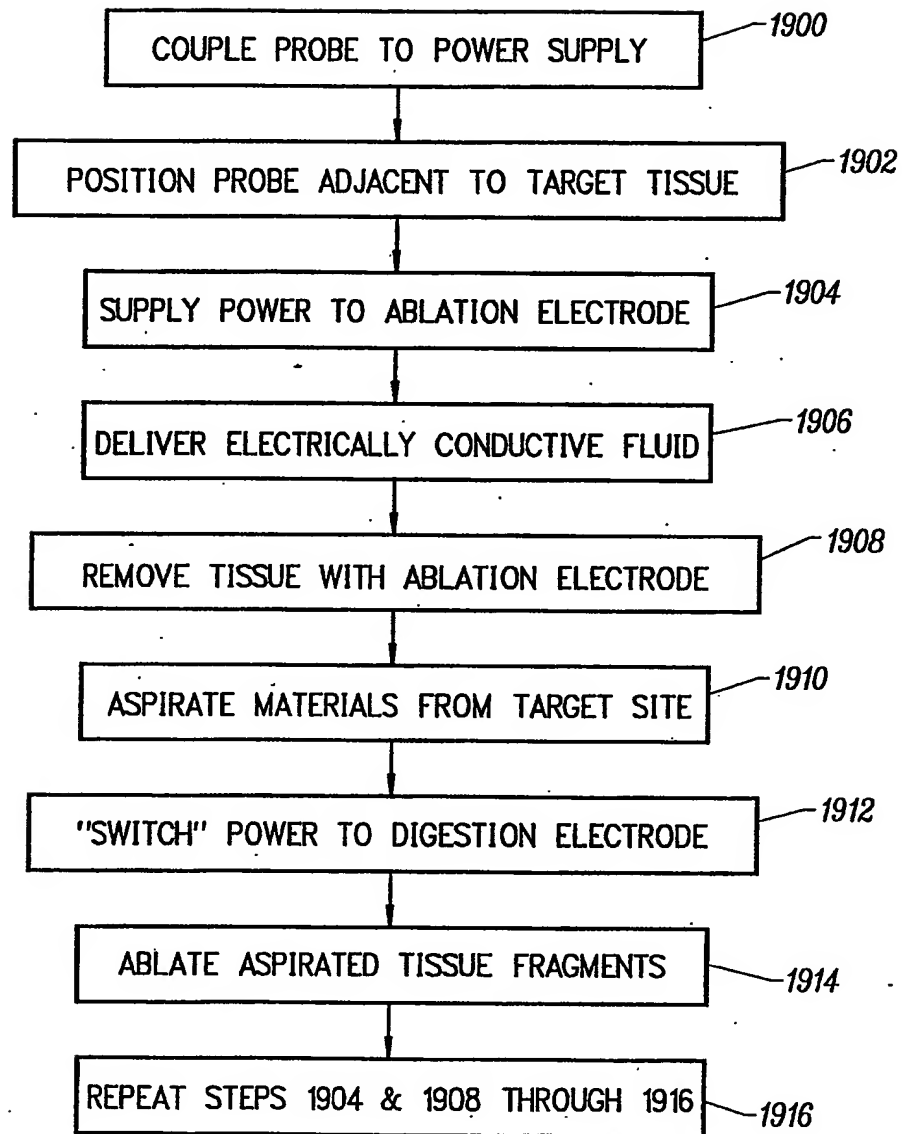 1900
COUPLE PROBE TO POWER SUPPLY
1902
POSITION PROBE ADJACENT TO TARGET TISSUE
1904
SUPPLY POWER TO ABLATION ELECTRODE
1906
DELIVER ELECTRICALLY CONDUCTIVE FLUID
1908
REMOVE TISSUE WITH ABLATION ELECTRODE
1910
ASPIRATE MATERIALS FROM TARGET SITE
1912
"SWITCH" POWER TO DIGESTION ELECTRODE
ABLATE ASPIRATED TISSUE FRAGMENTS
1914
REPEAT STEPS 1904 & 1908 THROUGH 1916
1916